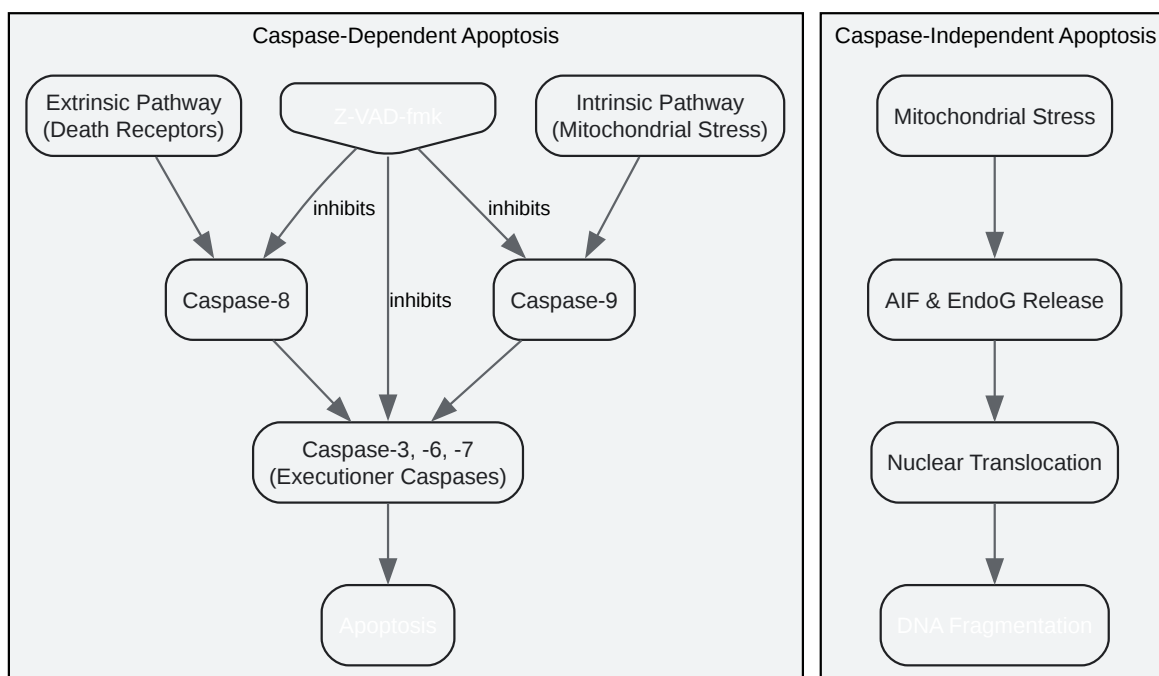 Caspase-Dependent Apoptosis
Extrinsic Pathway
(Death Receptors)
Z-VAD-fmk
Intrinsic Pathway
(Mitochondrial Stress)
inhibits
inhibits
Caspase-8
inhibits
Caspase-9
Caspase-3, -6, -7
(Executioner Caspases)
Apoptosis
Caspase-Independent Apoptosis
Mitochondrial Stress
AIF & EndoG Release
Nuclear Translocation
DNA Fragmentation